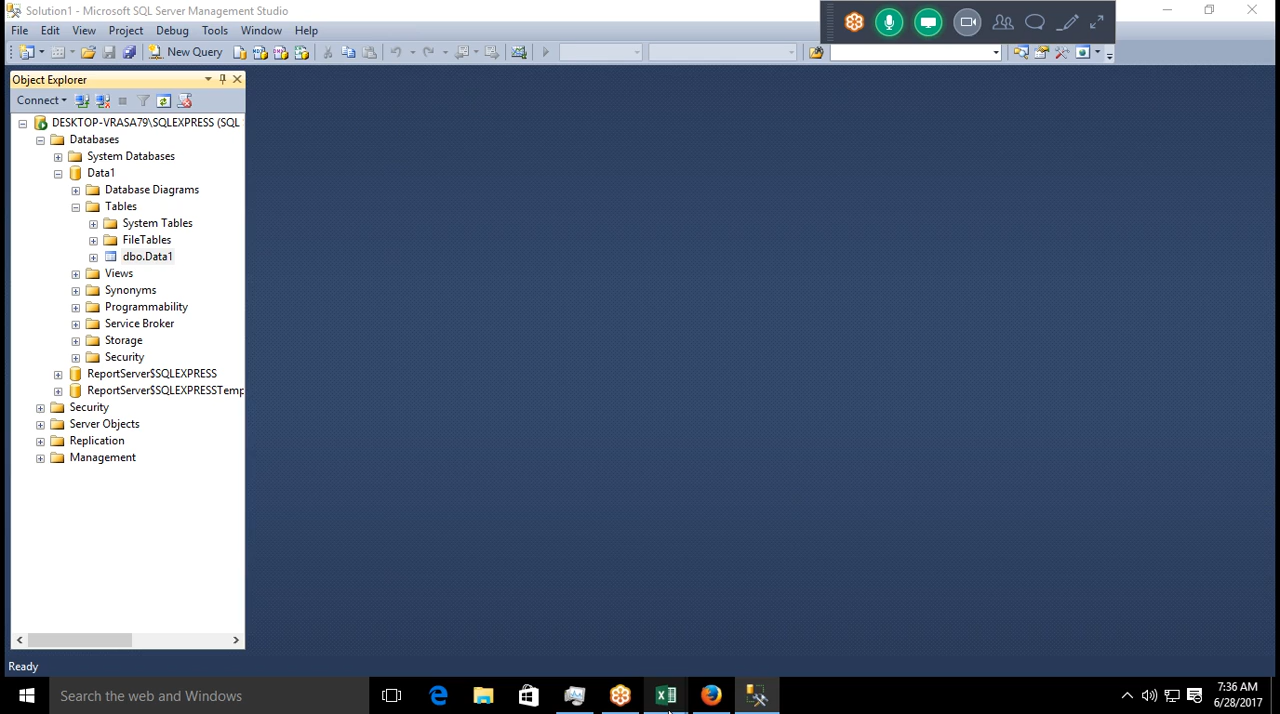 Solution1 - Microsoft SQL Server Management Studio
File Edit View Project Debug Tools Window Help
New Query
Object Explorer
Connect
DESKTOP-VRASA79\SQLEXPRESS (SQL
Databases
System Databases
Data1
Database Diagrams
Tables
System Tables
FileTables
dbo.Data1
Views
Synonyms
Programmability
Service Broker
Storage
Security
ReportServer$SQLEXPRESS
ReportServer$SQLEXPRESSTemp
Security
Server Objects
Replication
Management
Ready
Search the web and Windows
7:36 AM
6/28/2017